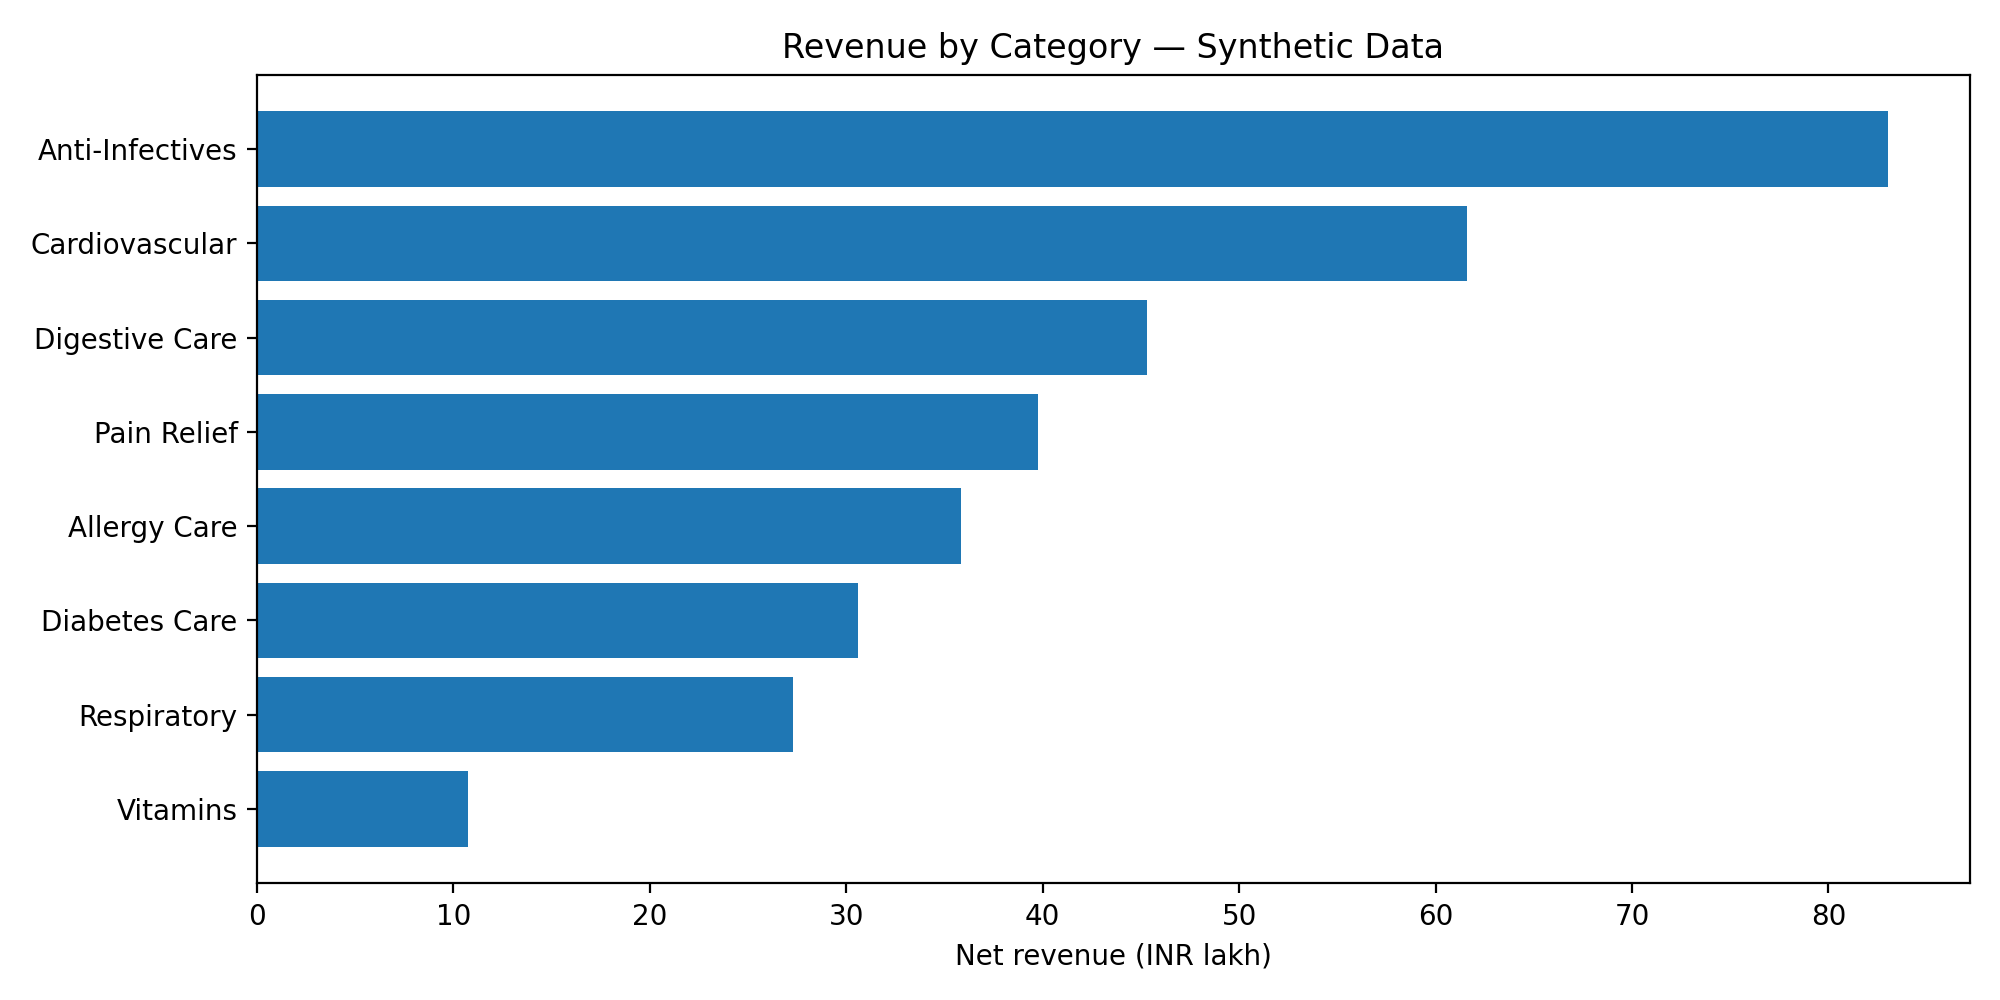 Revenue by Category — Synthetic Data
Anti-Infectives
Cardiovascular
Digestive Care
Pain Relief
Allergy Care
Diabetes Care
Respiratory
Vitamins
0 10 20 30 40 50 60 70 80
Net revenue (INR lakh)